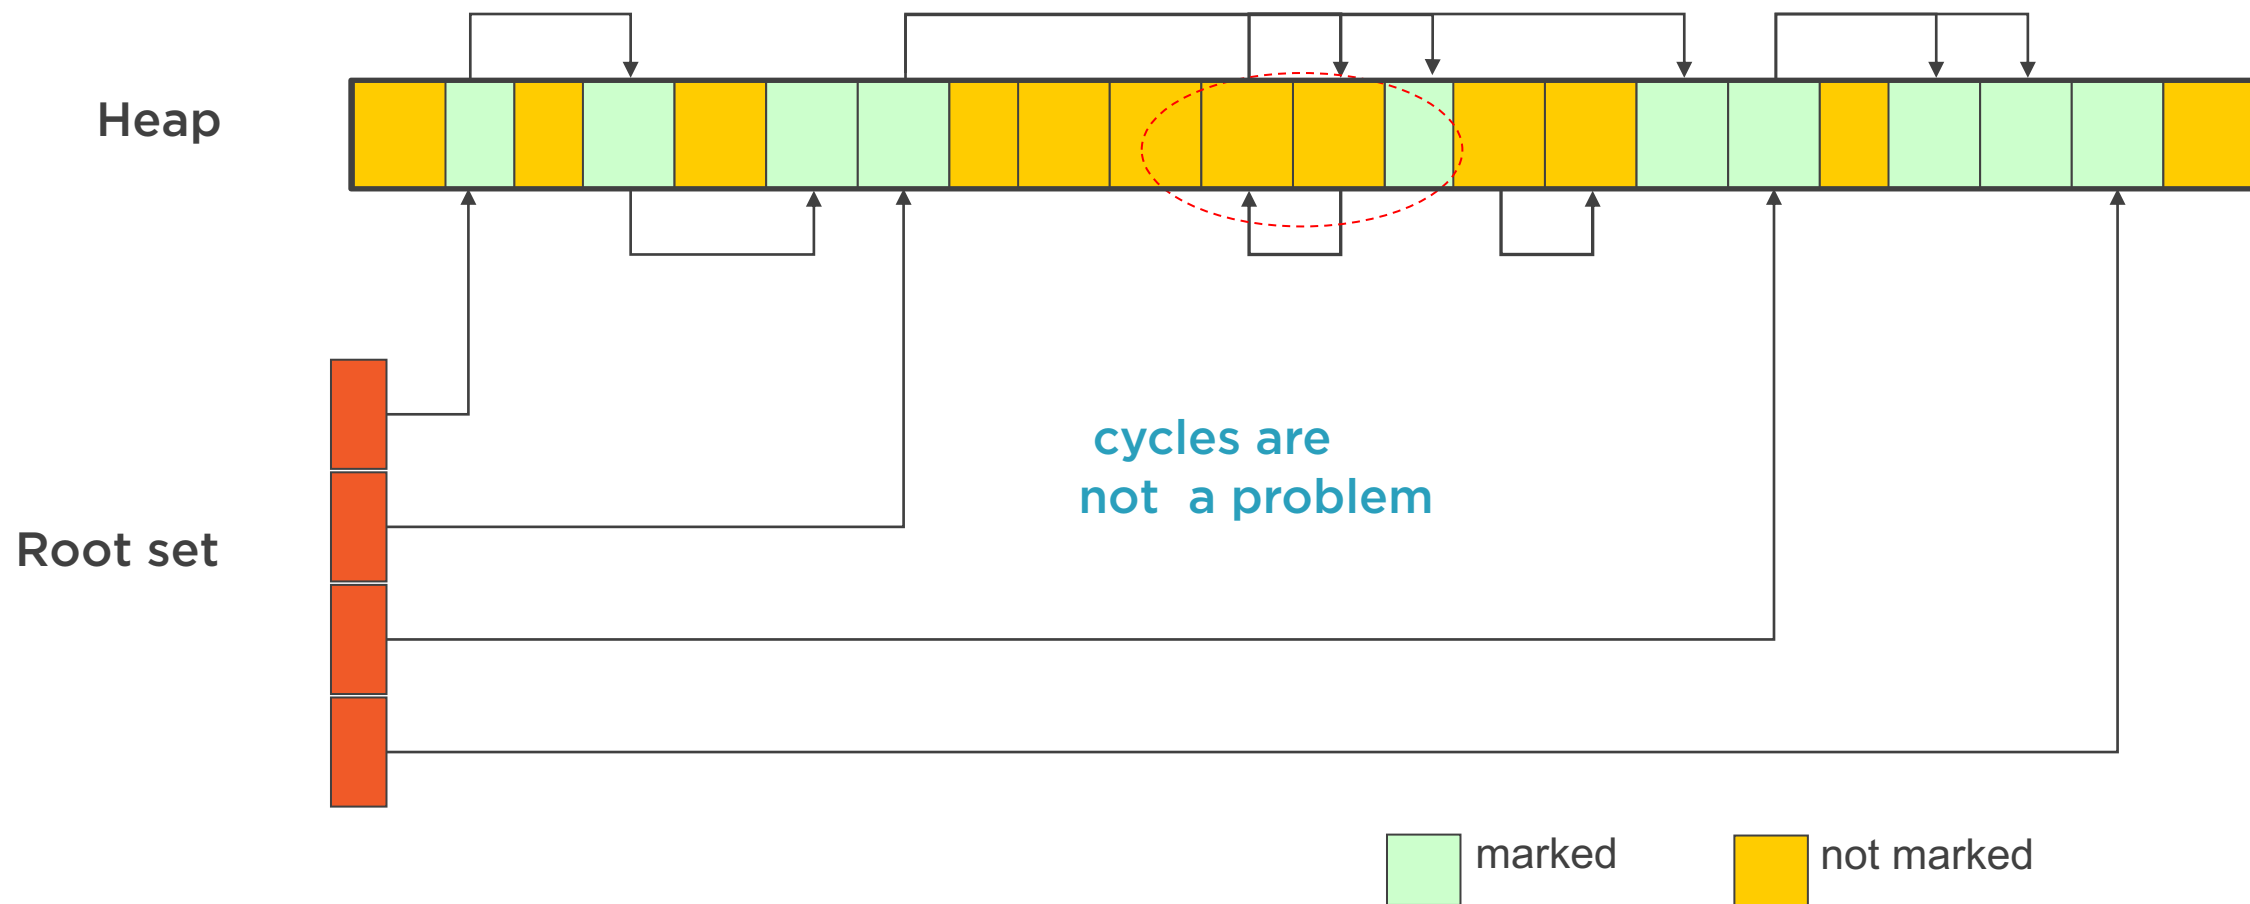 Heap
cycles are
not a problem
Root set
marked
not marked